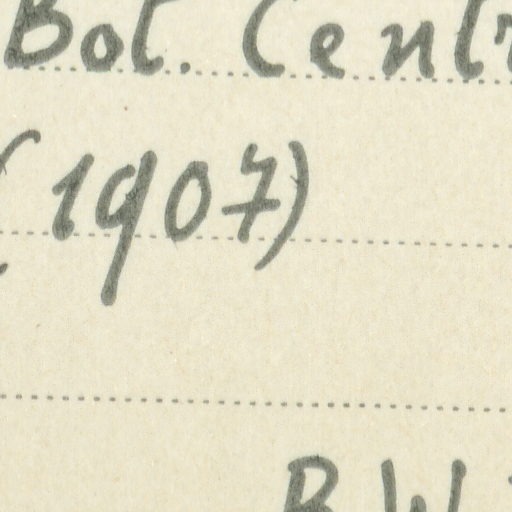 Bot. Centr
(1907)
B W